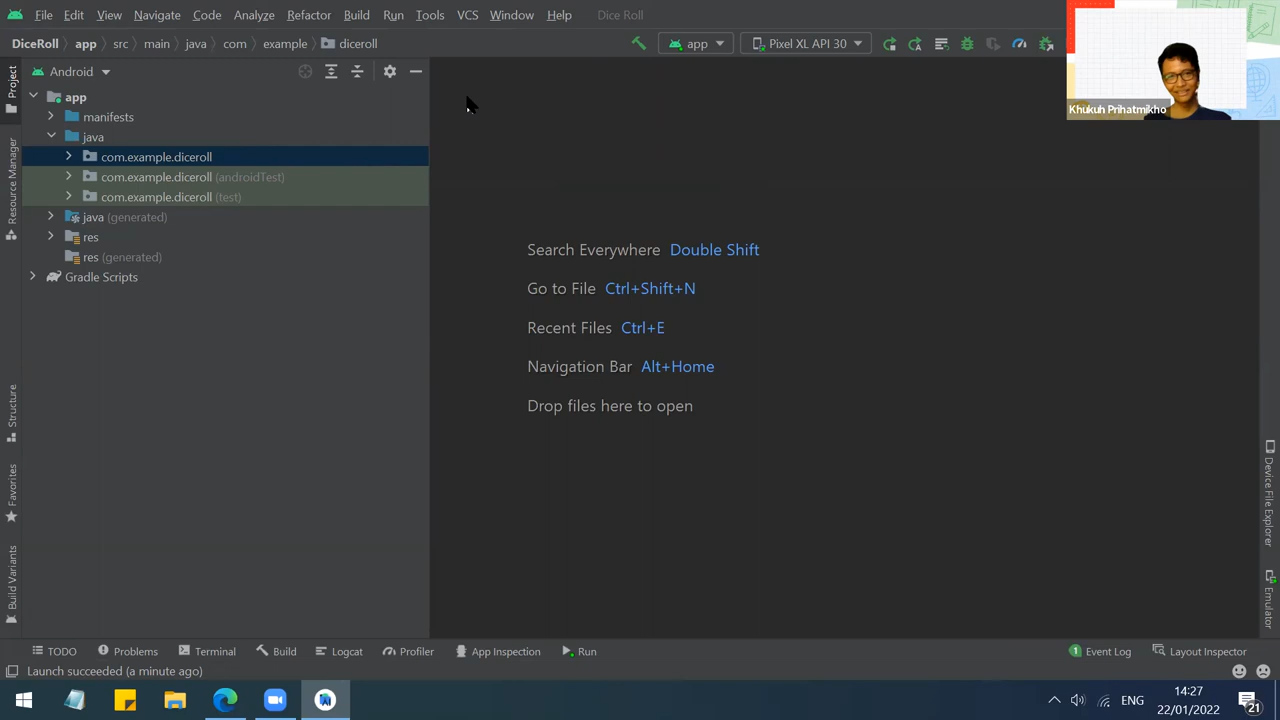 File Edit View Navigate Code Analyze Refactor Build Run Tools VCS Window Help Dice Roll
DiceRoll app src main java com example diceroll app Pixel XL API 30
Khukuh Prihatmikho
Project
Resource Manager
Structure
Favorites
Build Variants
Android
app
manifests
java
com.example.diceroll
com.example.diceroll (androidTest)
com.example.diceroll (test)
java (generated)
res
res (generated)
Gradle Scripts
Search Everywhere Double Shift
Go to File Ctrl+Shift+N
Recent Files Ctrl+E
Navigation Bar Alt+Home
Drop files here to open
Device File Explorer
Emulator
TODO Problems Terminal Build Logcat Profiler App Inspection Run 1 Event Log Layout Inspector
Launch succeeded (a minute ago)
ENG
14:27
22/01/2022
21